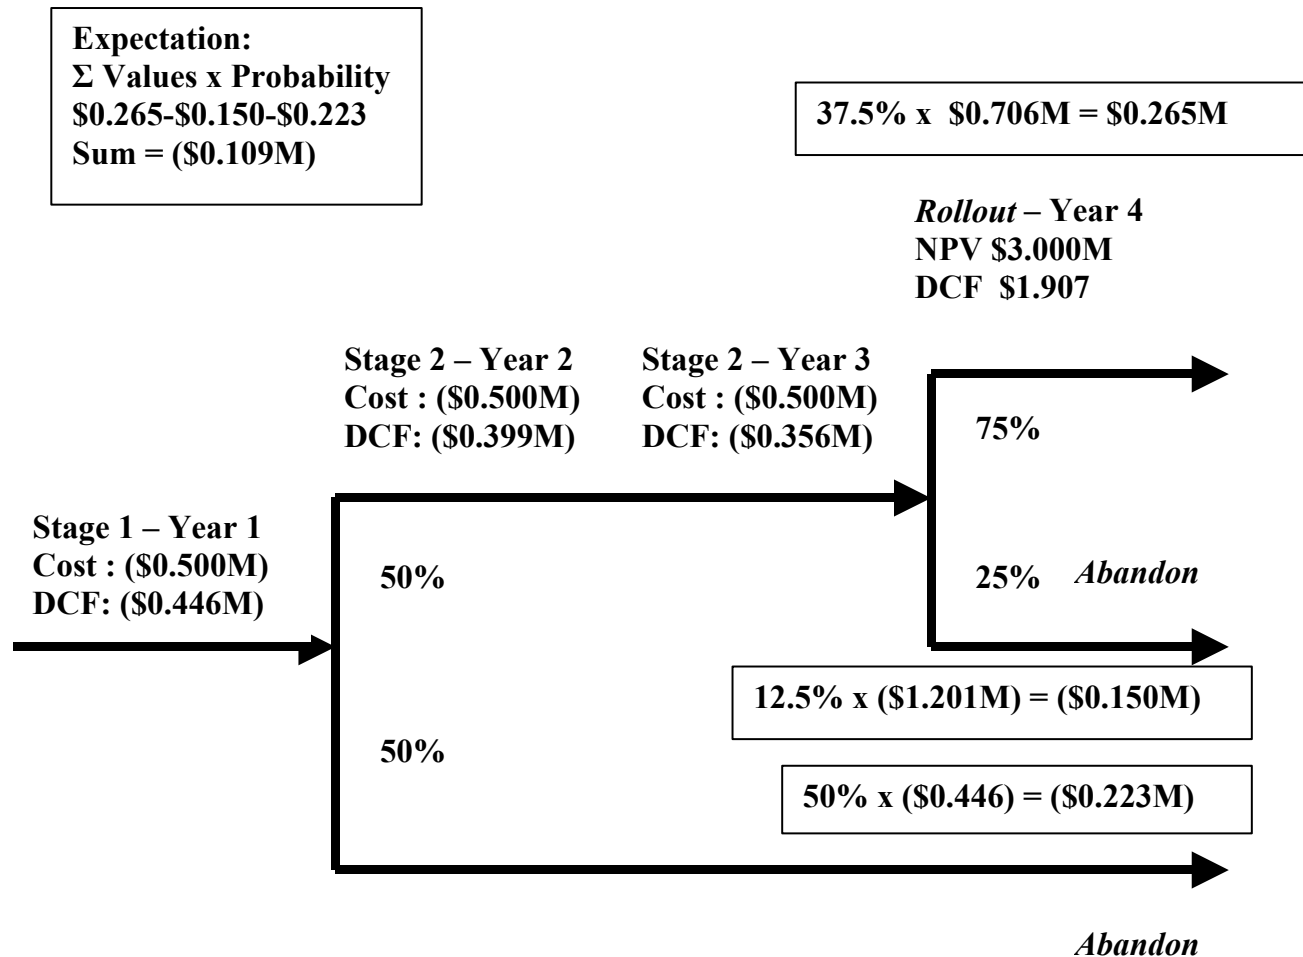 Expectation:
Σ Values x Probability
$0.265-$0.150-$0.223
Sum = ($0.109M)
37.5% x $0.706M = $0.265M
Rollout – Year 4
NPV $3.000M
DCF $1.907
Stage 2 – Year 2
Cost : ($0.500M)
DCF: ($0.399M)
Stage 2 – Year 3
Cost : ($0.500M)
DCF: ($0.356M)
75%
Stage 1 – Year 1
Cost : ($0.500M)
DCF: ($0.446M)
50%
25% Abandon
12.5% x ($1.201M) = ($0.150M)
50%
50% x ($0.446) = ($0.223M)
Abandon